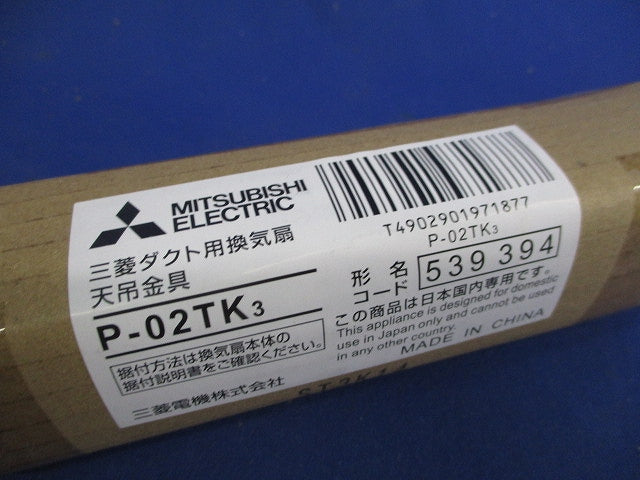 MITSUBISHI
ELECTRIC
三菱ダクト用換気扇
天吊金具
P-02TK3
据付方法は換気扇本体の
据付説明書をご確認ください。
三菱電機株式会社
T4902901971877
P-02TK3
形名
コード
539 394
この商品は日本国内専用です。
This appliance is designed for domestic
use in Japan only and cannot be used
in any other country.
MADE IN CHINA